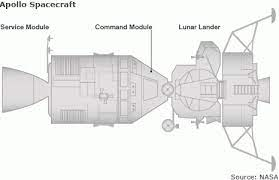 Apollo Spacecraft
Service Module
Command Module
Lunar Lander
Source: NASA